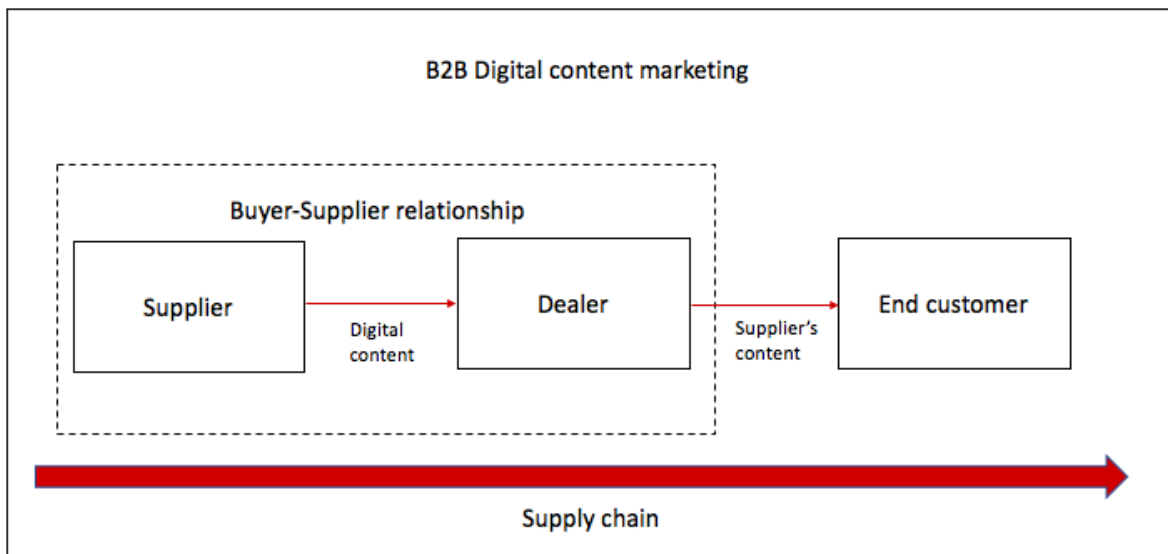 B2B Digital content marketing
Buyer-Supplier relationship
Supplier
Digital
content
Dealer
Supplier's
content
End customer
Supply chain